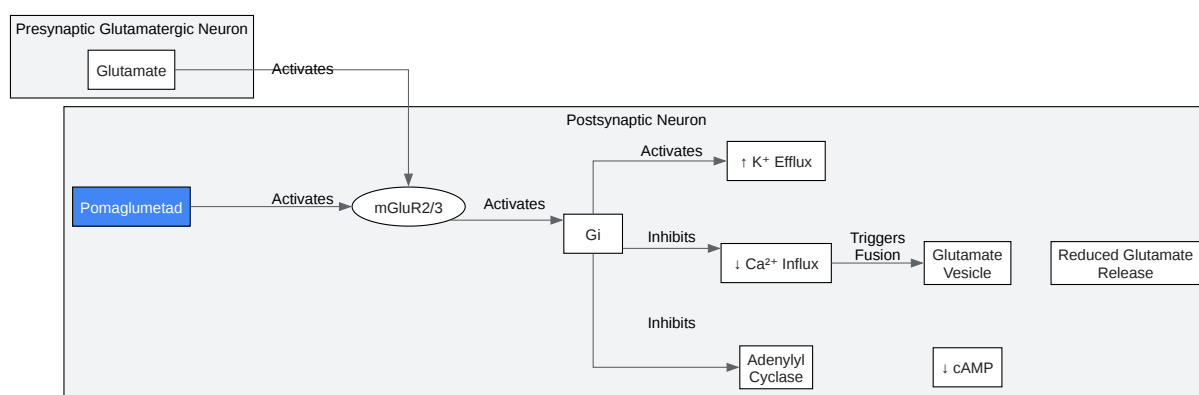 Presynaptic Glutamatergic Neuron
Glutamate
Activates
Postsynaptic Neuron
Activates
↑ K⁺ Efflux
Pomaglumetad
Activates
mGluR2/3
Activates
Gi
Inhibits
↓ Ca²⁺ Influx
Triggers
Fusion
Glutamate
Vesicle
Reduced Glutamate
Release
Inhibits
Adenylyl
Cyclase
↓ cAMP